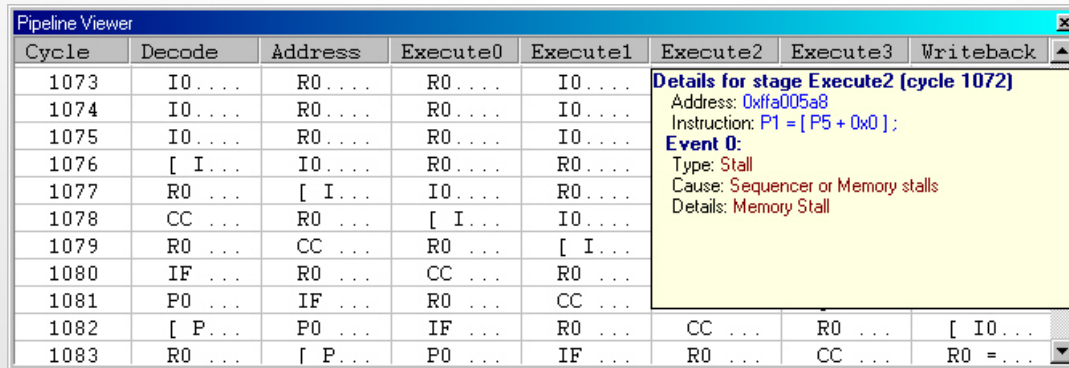 Pipeline Viewer
Cycle Decode Address Execute0 Execute1 Execute2 Execute3 Writeback
1073 I0.... R0.... R0.... I0....
1074 I0.... R0.... R0.... I0....
1075 I0.... R0.... R0.... I0....
1076 [ I... I0.... R0.... R0....
1077 R0 ... [ I... I0.... R0....
1078 CC ... R0 ... [ I... I0....
1079 R0 ... CC ... R0 ... [ I...
1080 IF ... R0 ... CC ... R0 ...
1081 P0 ... IF ... R0 ... CC ...
1082 [ P... P0 ... IF ... R0 ... CC ... R0 ... [ I0...
1083 R0 ... [ P... P0 ... IF ... R0 ... CC ... R0 =...
Details for stage Execute2 (cycle 1072)
Address: 0xffa005a8
Instruction: P1 = [ P5 + 0x0 ] ;
Event 0:
Type: Stall
Cause: Sequencer or Memory stalls
Details: Memory Stall